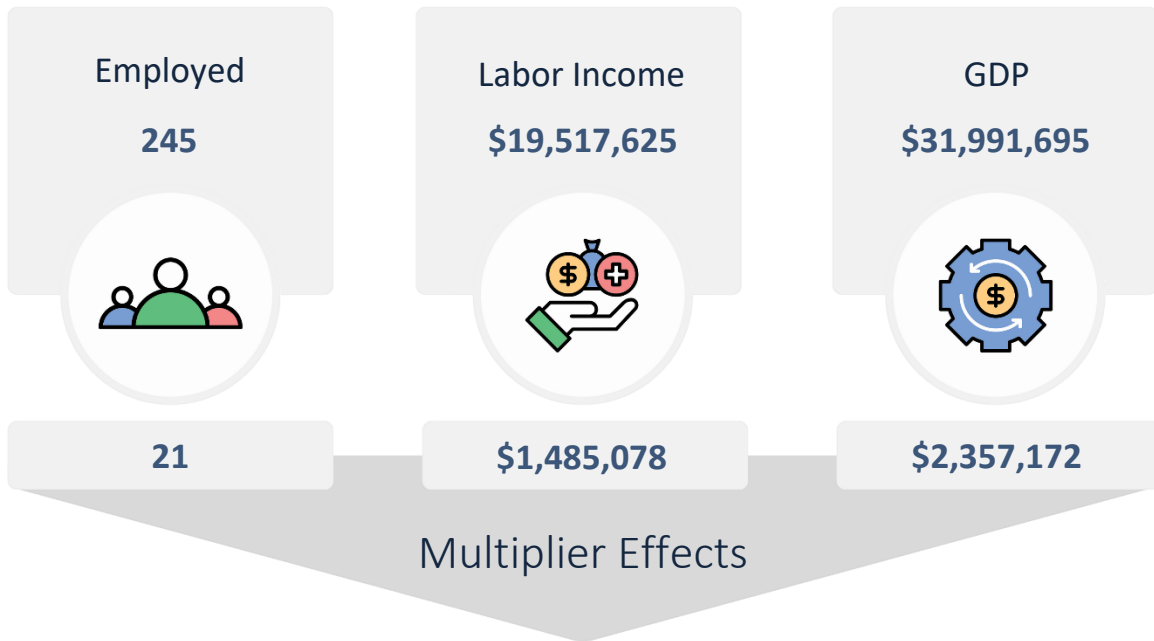 Employed
245
Labor Income
$19,517,625
GDP
$31,991,695
$
$
21
$1,485,078
$2,357,172
Multiplier Effects